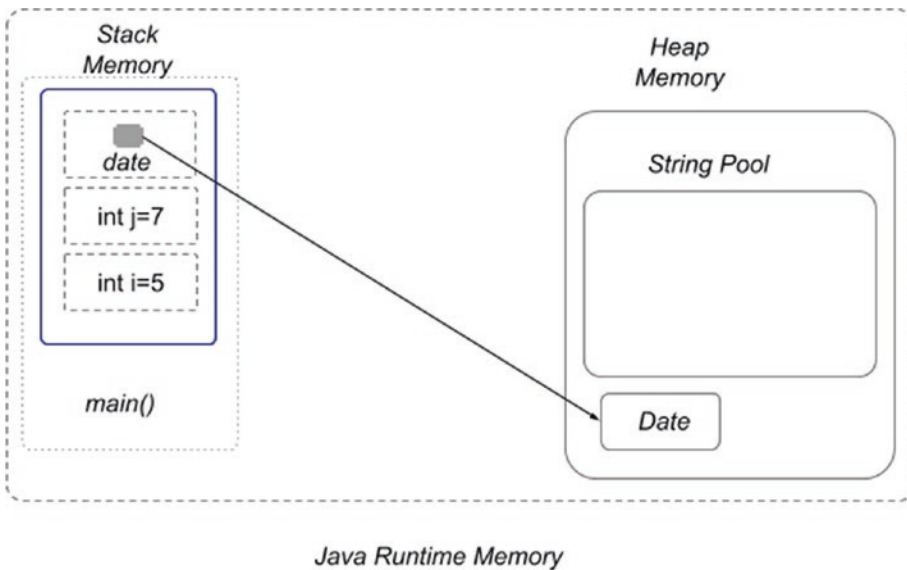 Stack
Memory
Heap
Memory
date
String Pool
int j=7
int i=5
main()
Date
Java Runtime Memory